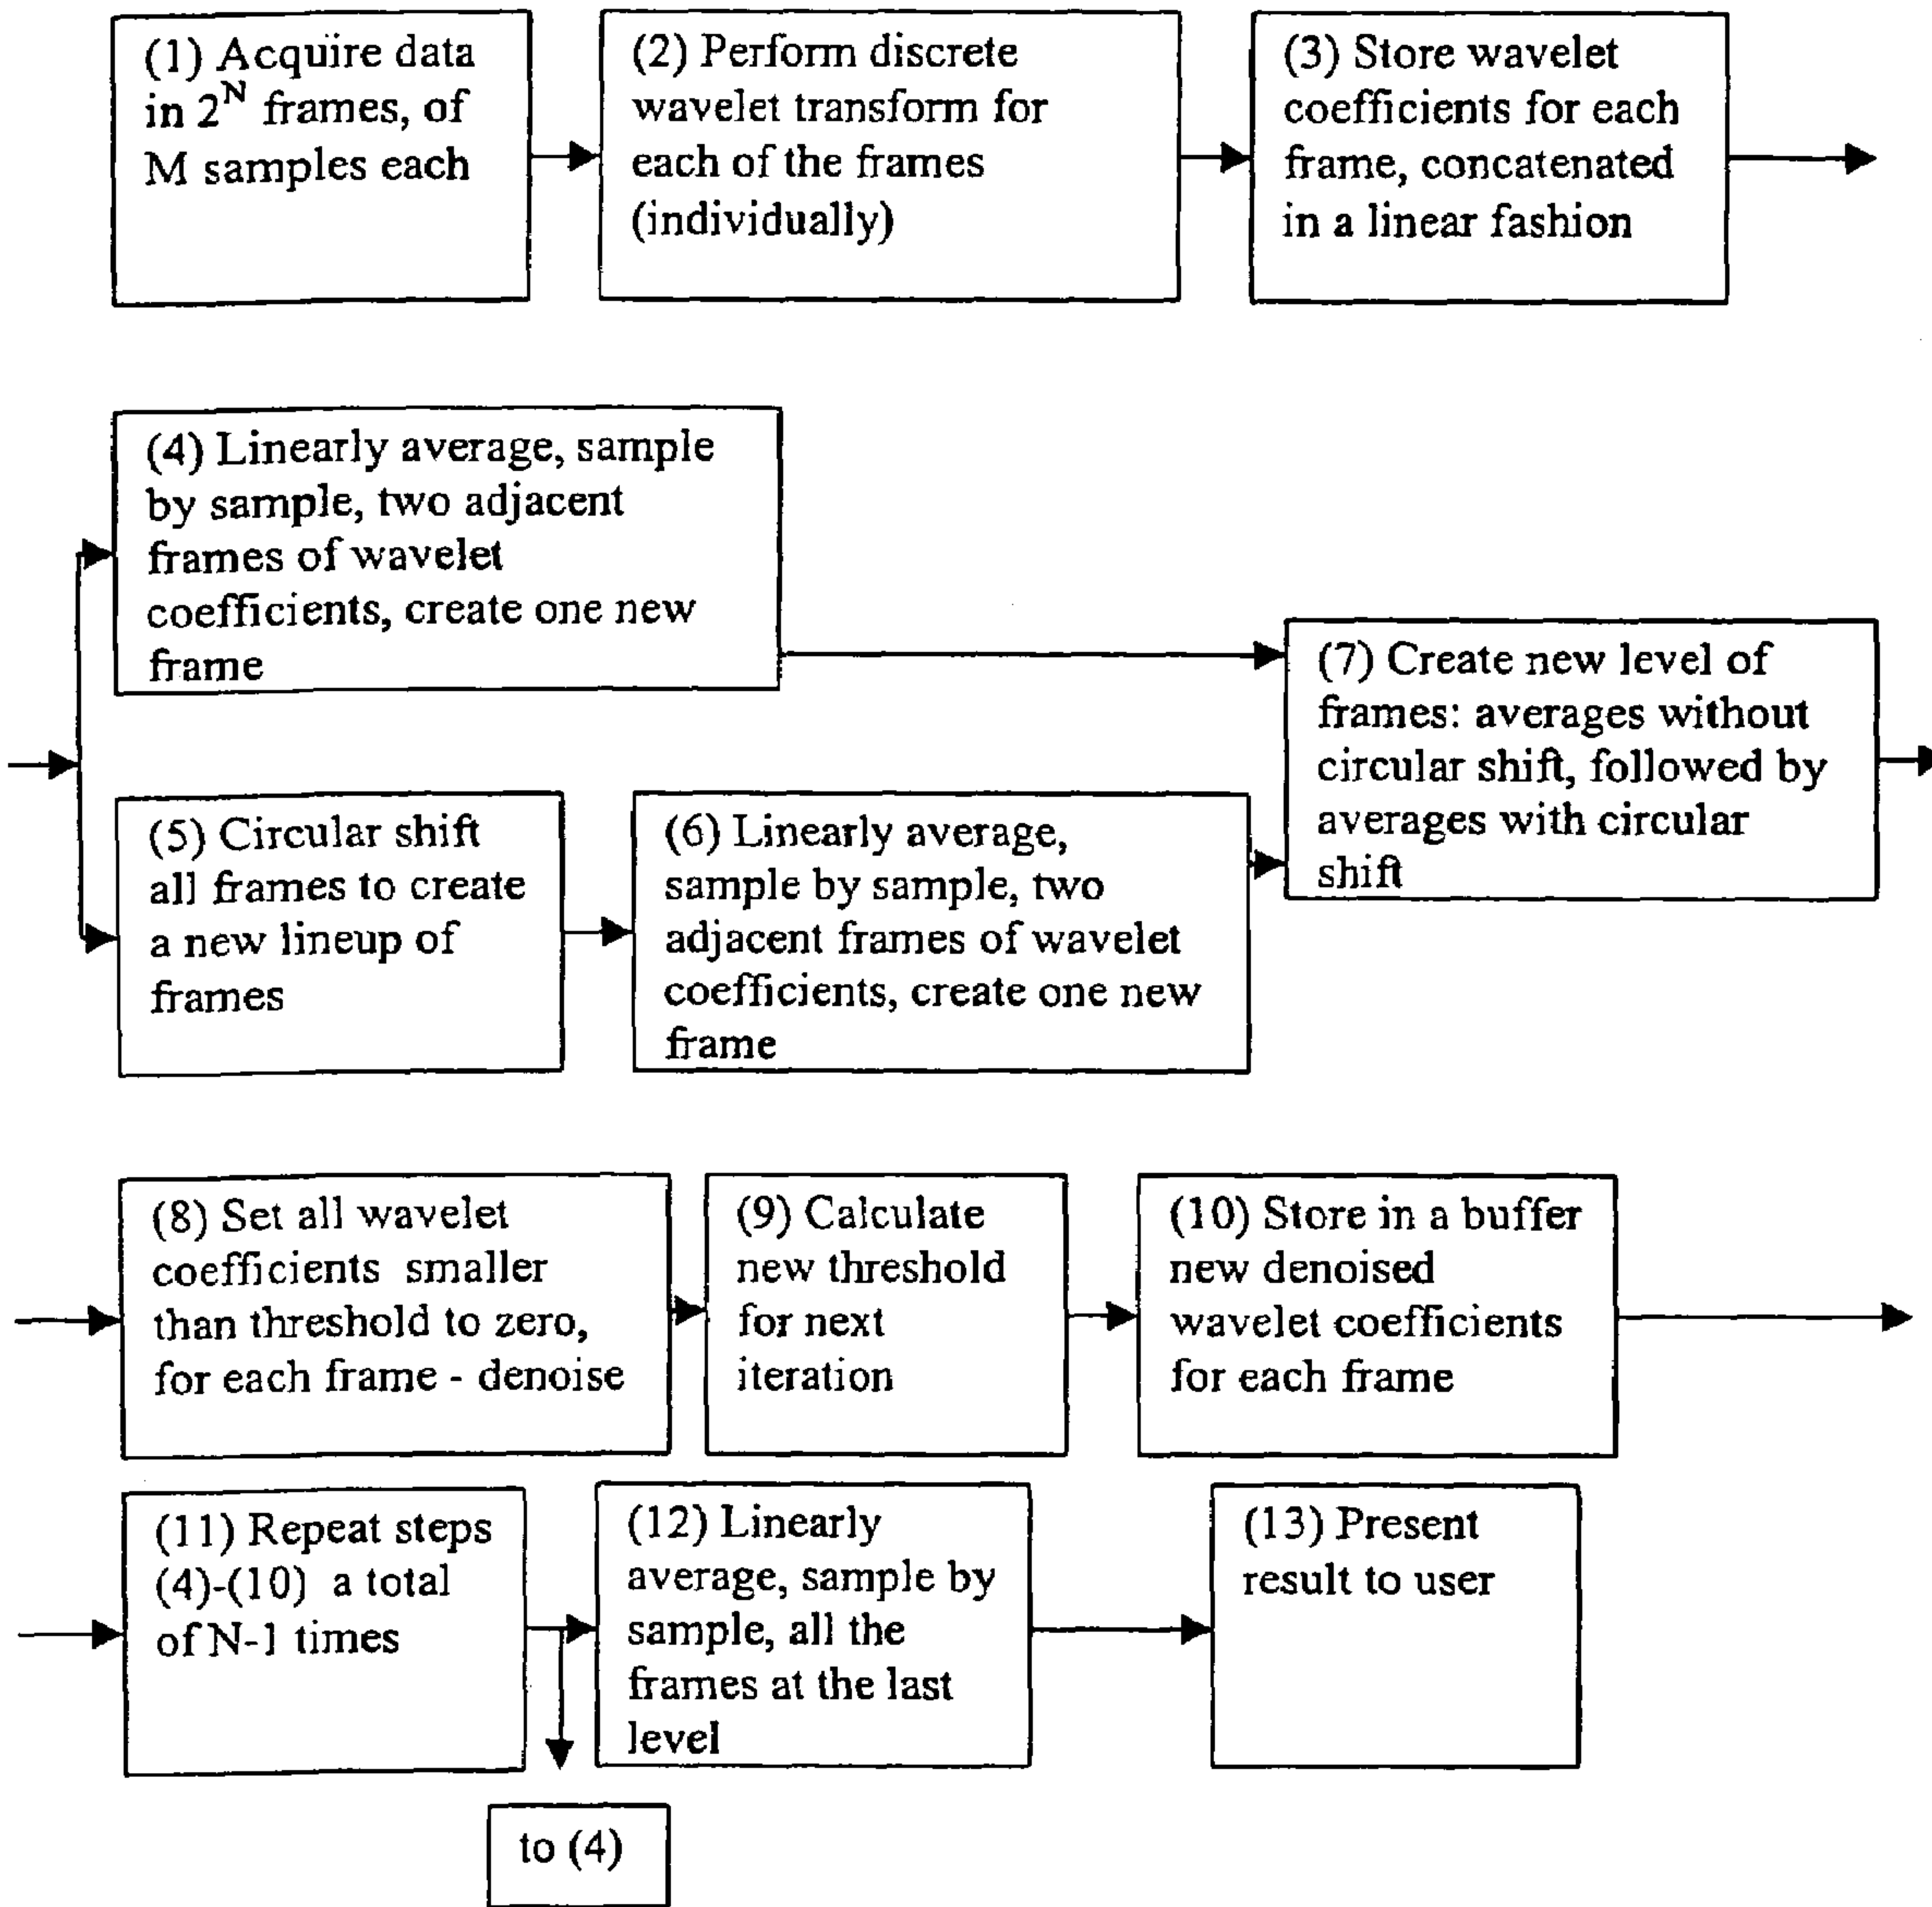 (1) Acquire data
in 2^N frames, of
M samples each
(2) Perform discrete
wavelet transform for
each of the frames
(individually)
(3) Store wavelet
coefficients for each
frame, concatenated
in a linear fashion
(4) Linearly average, sample
by sample, two adjacent
frames of wavelet
coefficients, create one new
frame
(5) Circular shift
all frames to create
a new lineup of
frames
(6) Linearly average,
sample by sample, two
adjacent frames of wavelet
coefficients, create one new
frame
(7) Create new level of
frames: averages without
circular shift, followed by
averages with circular
shift
(8) Set all wavelet
coefficients smaller
than threshold to zero,
for each frame - denoise
(9) Calculate
new threshold
for next
iteration
(10) Store in a buffer
new denoised
wavelet coefficients
for each frame
(11) Repeat steps
(4)-(10) a total
of N-1 times
(12) Linearly
average, sample by
sample, all the
frames at the last
level
(13) Present
result to user
to (4)